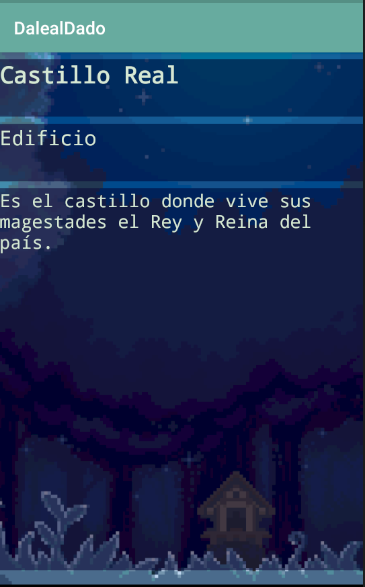 DalealDado
Castillo Real
Edificio
Es el castillo donde vive sus
magestades el Rey y Reina del
país.